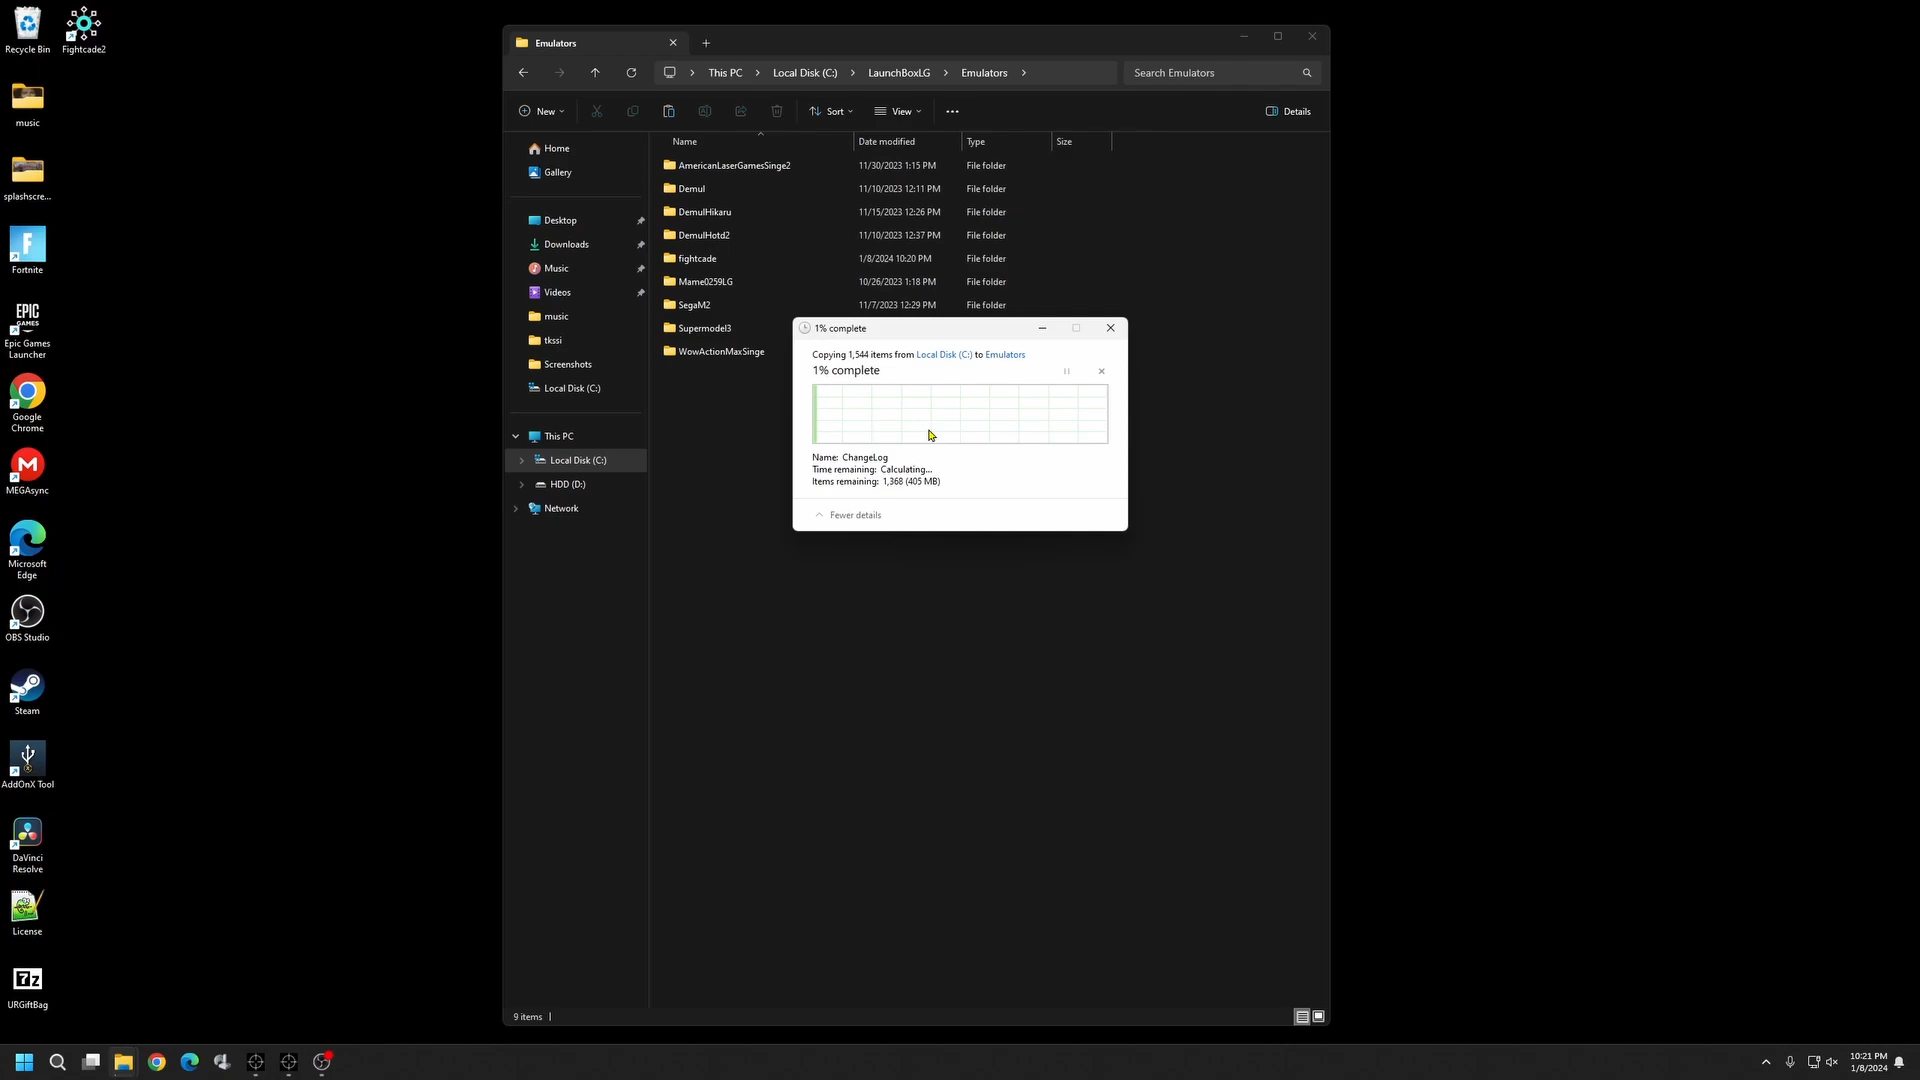 Recycle Bin
Fightcade2
music
splashscre...
Fortnite
EPIC
GAMES
Epic Games
Launcher
Google
Chrome
MEGAsync
Microsoft
Edge
OBS Studio
Steam
AddOnX Tool
DaVinci
Resolve
License
7z
URGiftBag
Emulators
This PC
Local Disk (C:)
LaunchBoxLG
Emulators
Search Emulators
New
Sort
View
Details
Name
Date modified
Type
Size
Home
Gallery
Desktop
Downloads
Music
Videos
music
tkssi
Screenshots
Local Disk (C:)
This PC
Local Disk (C:)
HDD (D:)
Network
AmericanLaserGamesSinge2 11/30/2023 1:15 PM File folder
Demul 11/10/2023 12:11 PM File folder
DemulHikaru 11/15/2023 12:26 PM File folder
DemulHotd2 11/10/2023 12:37 PM File folder
fightcade 1/8/2024 10:20 PM File folder
Mame0259LG 10/26/2023 1:18 PM File folder
SegaM2 11/7/2023 12:29 PM File folder
Supermodel3
WowActionMaxSinge
1% complete
Copying 1,544 items from Local Disk (C:) to Emulators
1% complete
Name: ChangeLog
Time remaining: Calculating...
Items remaining: 1,368 (405 MB)
Fewer details
9 items
10:21 PM
1/8/2024